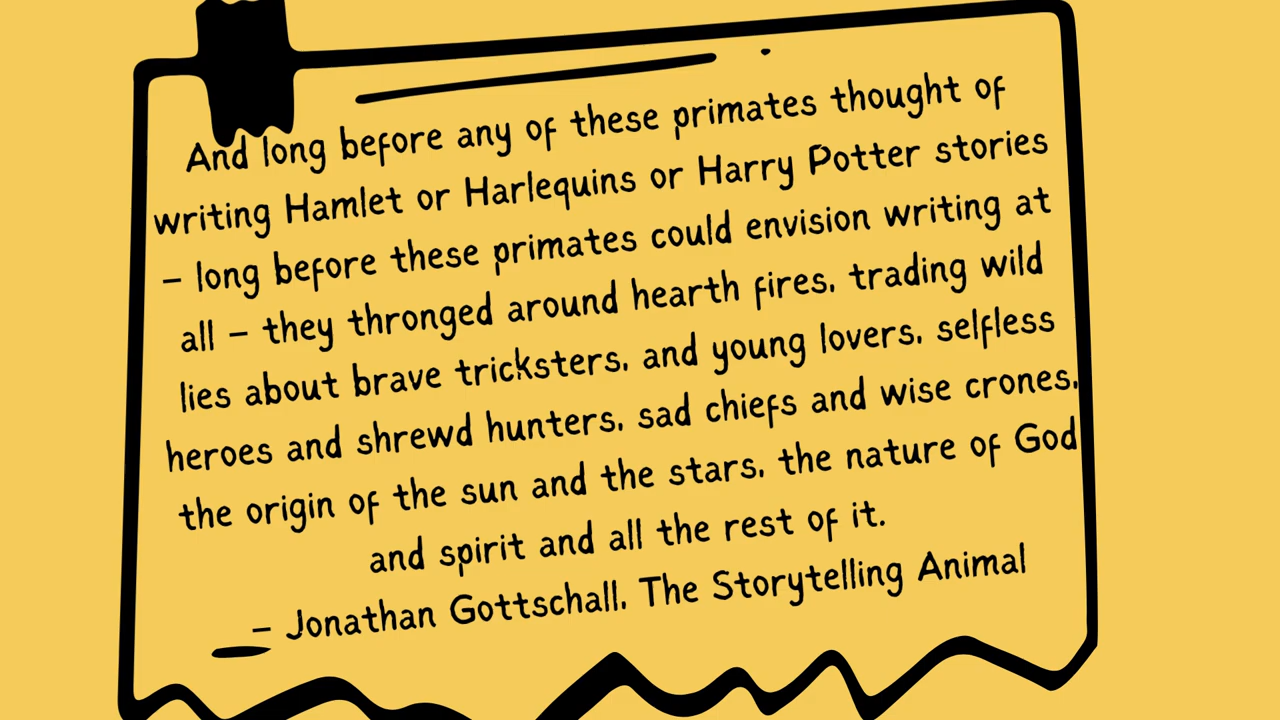 And long before any of these primates thought of
writing Hamlet or Harlequins or Harry Potter stories
– long before these primates could envision writing at
all – they thronged around hearth fires, trading wild
lies about brave tricksters, and young lovers, selfless
heroes and shrewd hunters, sad chiefs and wise crones,
the origin of the sun and the stars, the nature of God
and spirit and all the rest of it.
– Jonathan Gottschall, The Storytelling Animal